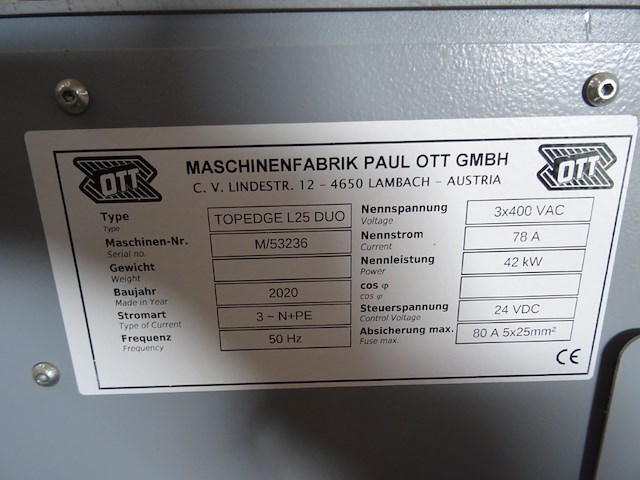 OTT
MASCHINENFABRIK PAUL OTT GMBH
C. V. LINDESTR. 12 - 4650 LAMBACH - AUSTRIA
OTT
Type
Type
TOPEDGE L25 DUO
Maschinen-Nr.
Serial no.
M/53236
Gewicht
Weight
Baujahr
Made in Year
2020
Stromart
Type of Current
3 ~ N+PE
Frequenz
Frequency
50 Hz
Nennspannung
Voltage
3x400 VAC
Nennstrom
Current
78 A
Nennleistung
Power
42 kW
cos φ
cos φ
Steuerspannung
Control Voltage
24 VDC
Absicherung max.
Fuse max.
80 A 5x25mm²
CE